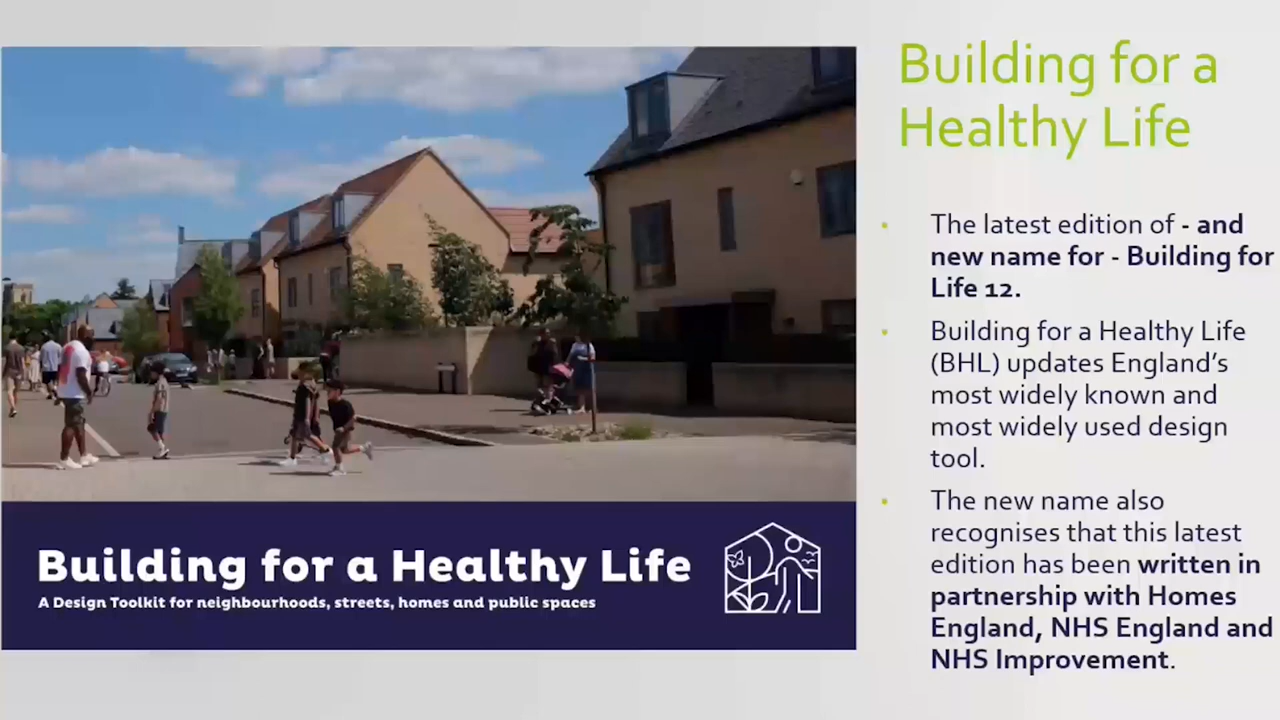 Building for a
Healthy Life
The latest edition of - and
new name for - Building for
Life 12.
Building for a Healthy Life
(BHL) updates England's
most widely known and
most widely used design
tool.
The new name also
recognises that this latest
edition has been written in
partnership with Homes
England, NHS England and
NHS Improvement.
Building for a Healthy Life
A Design Toolkit for neighbourhoods, streets, homes and public spaces